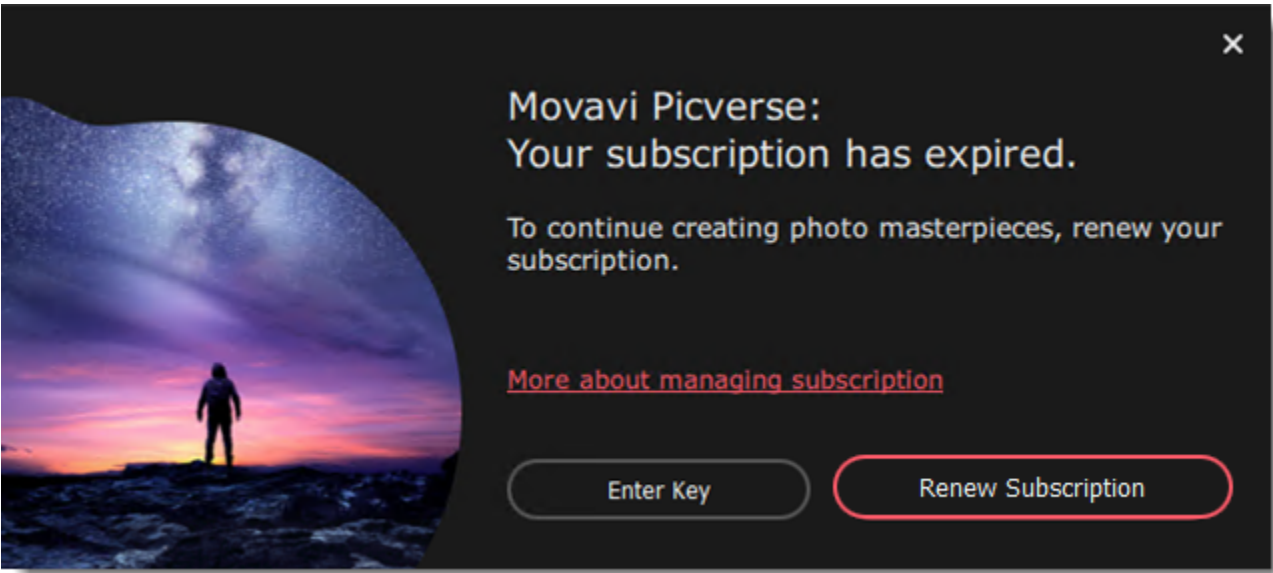 Movavi Picverse:
Your subscription has expired.
To continue creating photo masterpieces, renew your
subscription.
More about managing subscription
Enter Key
Renew Subscription